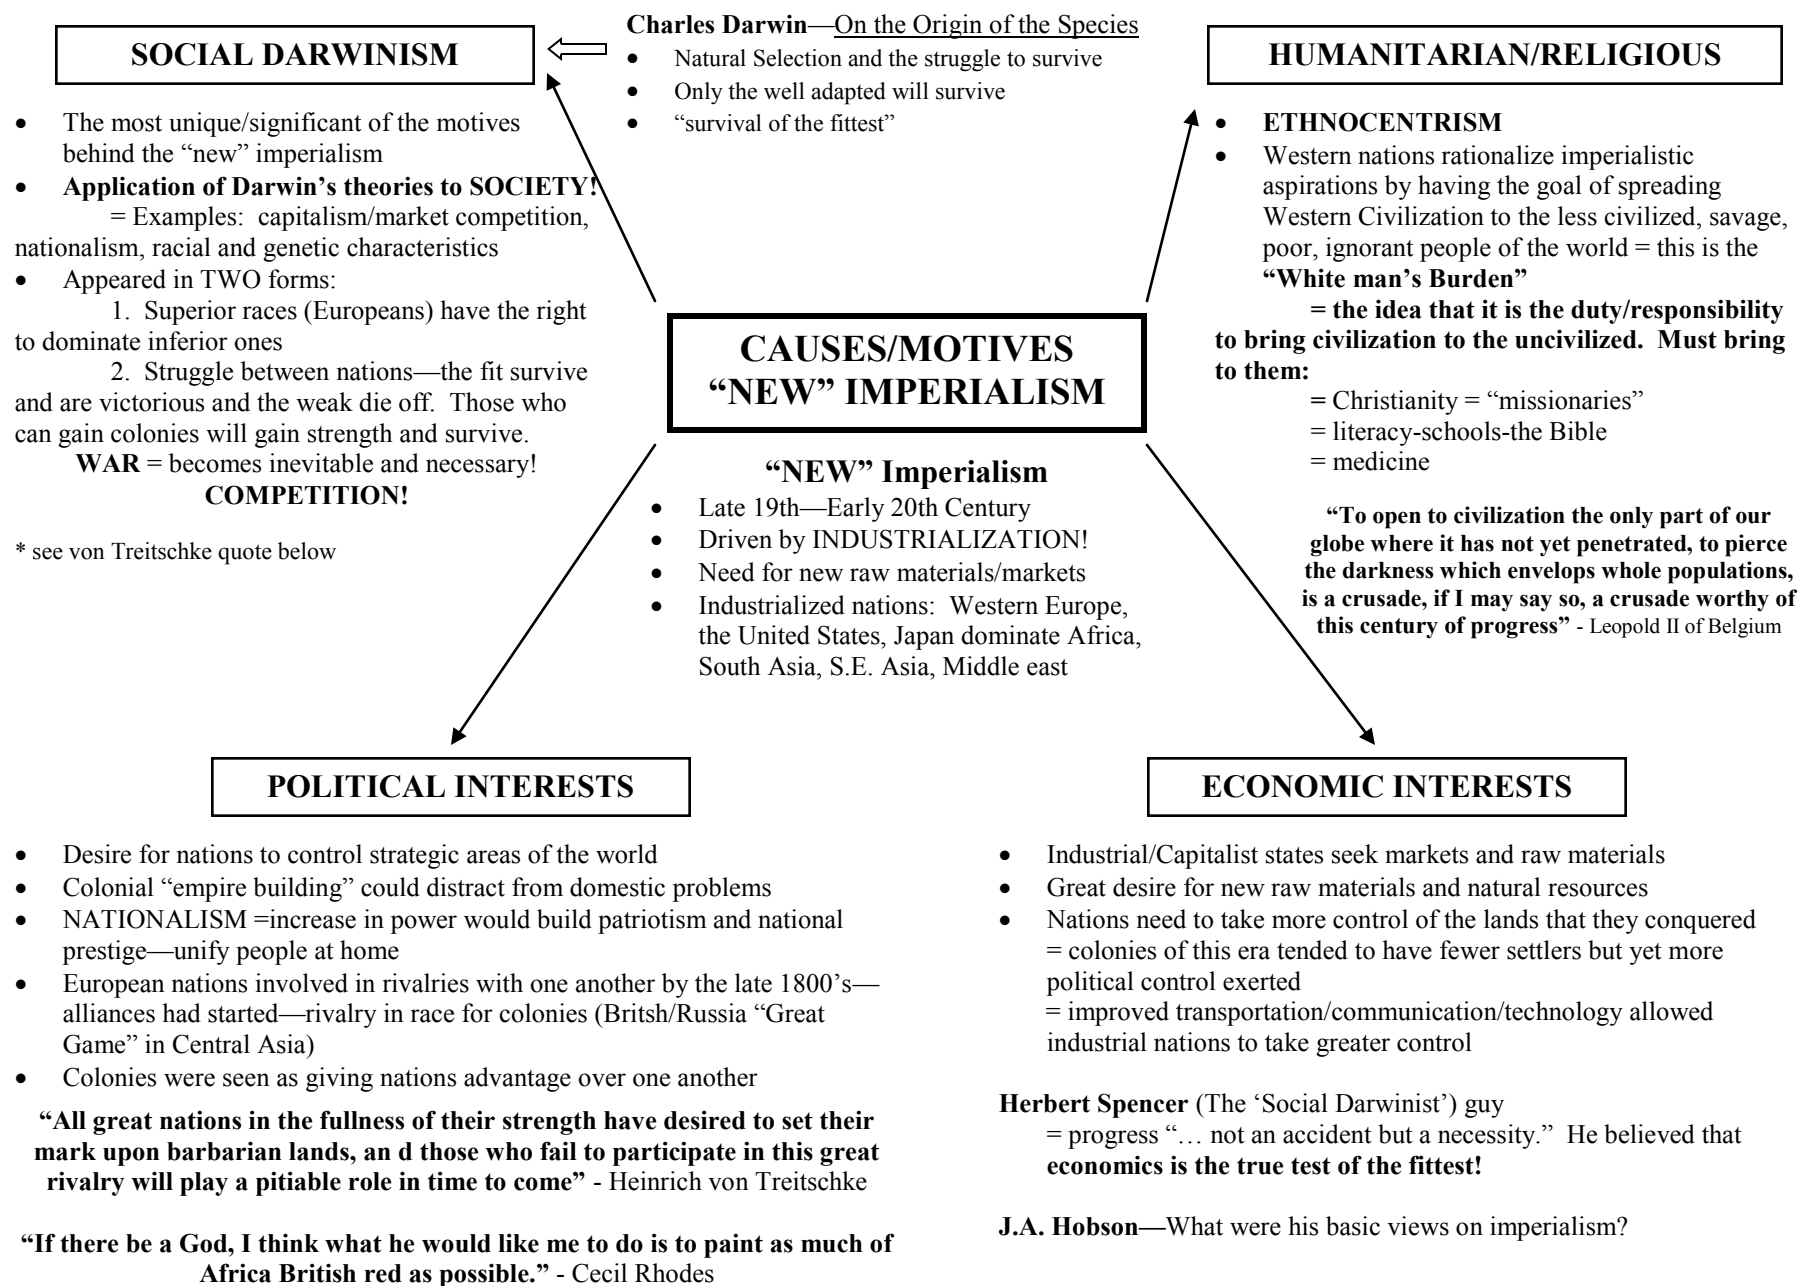 SOCIAL DARWINISM
• The most unique/significant of the motives
behind the “new” imperialism
• Application of Darwin’s theories to SOCIETY!
= Examples:  capitalism/market competition,
nationalism, racial and genetic characteristics
• Appeared in TWO forms:
1.  Superior races (Europeans) have the right
to dominate inferior ones
2.  Struggle between nations—the fit survive
and are victorious and the weak die off.  Those who
can gain colonies will gain strength and survive.
WAR = becomes inevitable and necessary!
COMPETITION!
* see von Treitschke quote below
Charles Darwin—On the Origin of the Species
• Natural Selection and the struggle to survive
• Only the well adapted will survive
• “survival of the fittest”
HUMANITARIAN/RELIGIOUS
• ETHNOCENTRISM
• Western nations rationalize imperialistic
aspirations by having the goal of spreading
Western Civilization to the less civilized, savage,
poor, ignorant people of the world = this is the
“White man’s Burden”
= the idea that it is the duty/responsibility
to bring civilization to the uncivilized.  Must bring
to them:
= Christianity = “missionaries”
= literacy-schools-the Bible
= medicine
“To open to civilization the only part of our
globe where it has not yet penetrated, to pierce
the darkness which envelops whole populations,
is a crusade, if I may say so, a crusade worthy of
this century of progress” - Leopold II of Belgium
CAUSES/MOTIVES
“NEW” IMPERIALISM
“NEW” Imperialism
• Late 19th—Early 20th Century
• Driven by INDUSTRIALIZATION!
• Need for new raw materials/markets
• Industrialized nations:  Western Europe,
the United States, Japan dominate Africa,
South Asia, S.E. Asia, Middle east
POLITICAL INTERESTS
• Desire for nations to control strategic areas of the world
• Colonial “empire building” could distract from domestic problems
• NATIONALISM =increase in power would build patriotism and national
prestige—unify people at home
• European nations involved in rivalries with one another by the late 1800’s—
alliances had started—rivalry in race for colonies (Britsh/Russia “Great
Game” in Central Asia)
• Colonies were seen as giving nations advantage over one another
“All great nations in the fullness of their strength have desired to set their
mark upon barbarian lands, an d those who fail to participate in this great
rivalry will play a pitiable role in time to come” - Heinrich von Treitschke
“If there be a God, I think what he would like me to do is to paint as much of
Africa British red as possible.” - Cecil Rhodes
ECONOMIC INTERESTS
• Industrial/Capitalist states seek markets and raw materials
• Great desire for new raw materials and natural resources
• Nations need to take more control of the lands that they conquered
= colonies of this era tended to have fewer settlers but yet more
political control exerted
= improved transportation/communication/technology allowed
industrial nations to take greater control
Herbert Spencer (The ‘Social Darwinist’) guy
= progress “… not an accident but a necessity.”  He believed that
economics is the true test of the fittest!
J.A. Hobson—What were his basic views on imperialism?